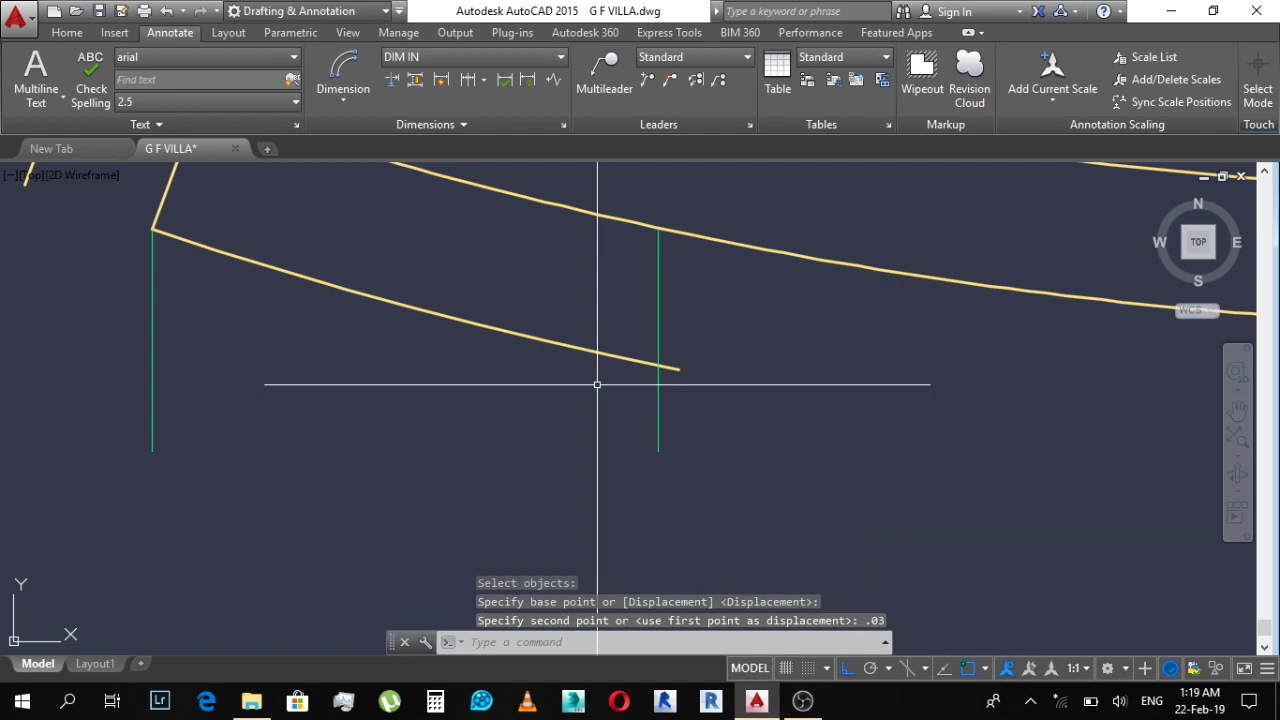 Drafting & Annotation
Autodesk AutoCAD 2015 G F VILLA.dwg
Type a keyword or phrase
Sign In
Home Insert Annotate Layout Parametric View Manage Output Plug-ins Autodesk 360 Express Tools BIM 360 Performance Featured Apps
Multiline Text
ABC
Check Spelling
arial
Find text
2.5
Text
Dimension
DIM IN
Dimensions
Multileader
Standard
Leaders
Table
Standard
Tables
Wipeout
Revision Cloud
Markup
Add Current Scale
Scale List
Add/Delete Scales
Sync Scale Positions
Annotation Scaling
Select Mode
Touch
New Tab
G F VILLA*
[−][Top][2D Wireframe]
N
W TOP E
S
WCS
Y
X
Select objects:
Specify base point or [Displacement] <Displacement>:
Specify second point or <use first point as displacement>: .03
Type a command
Model Layout1
MODEL
1:1
Lr
ENG
1:19 AM
22-Feb-19